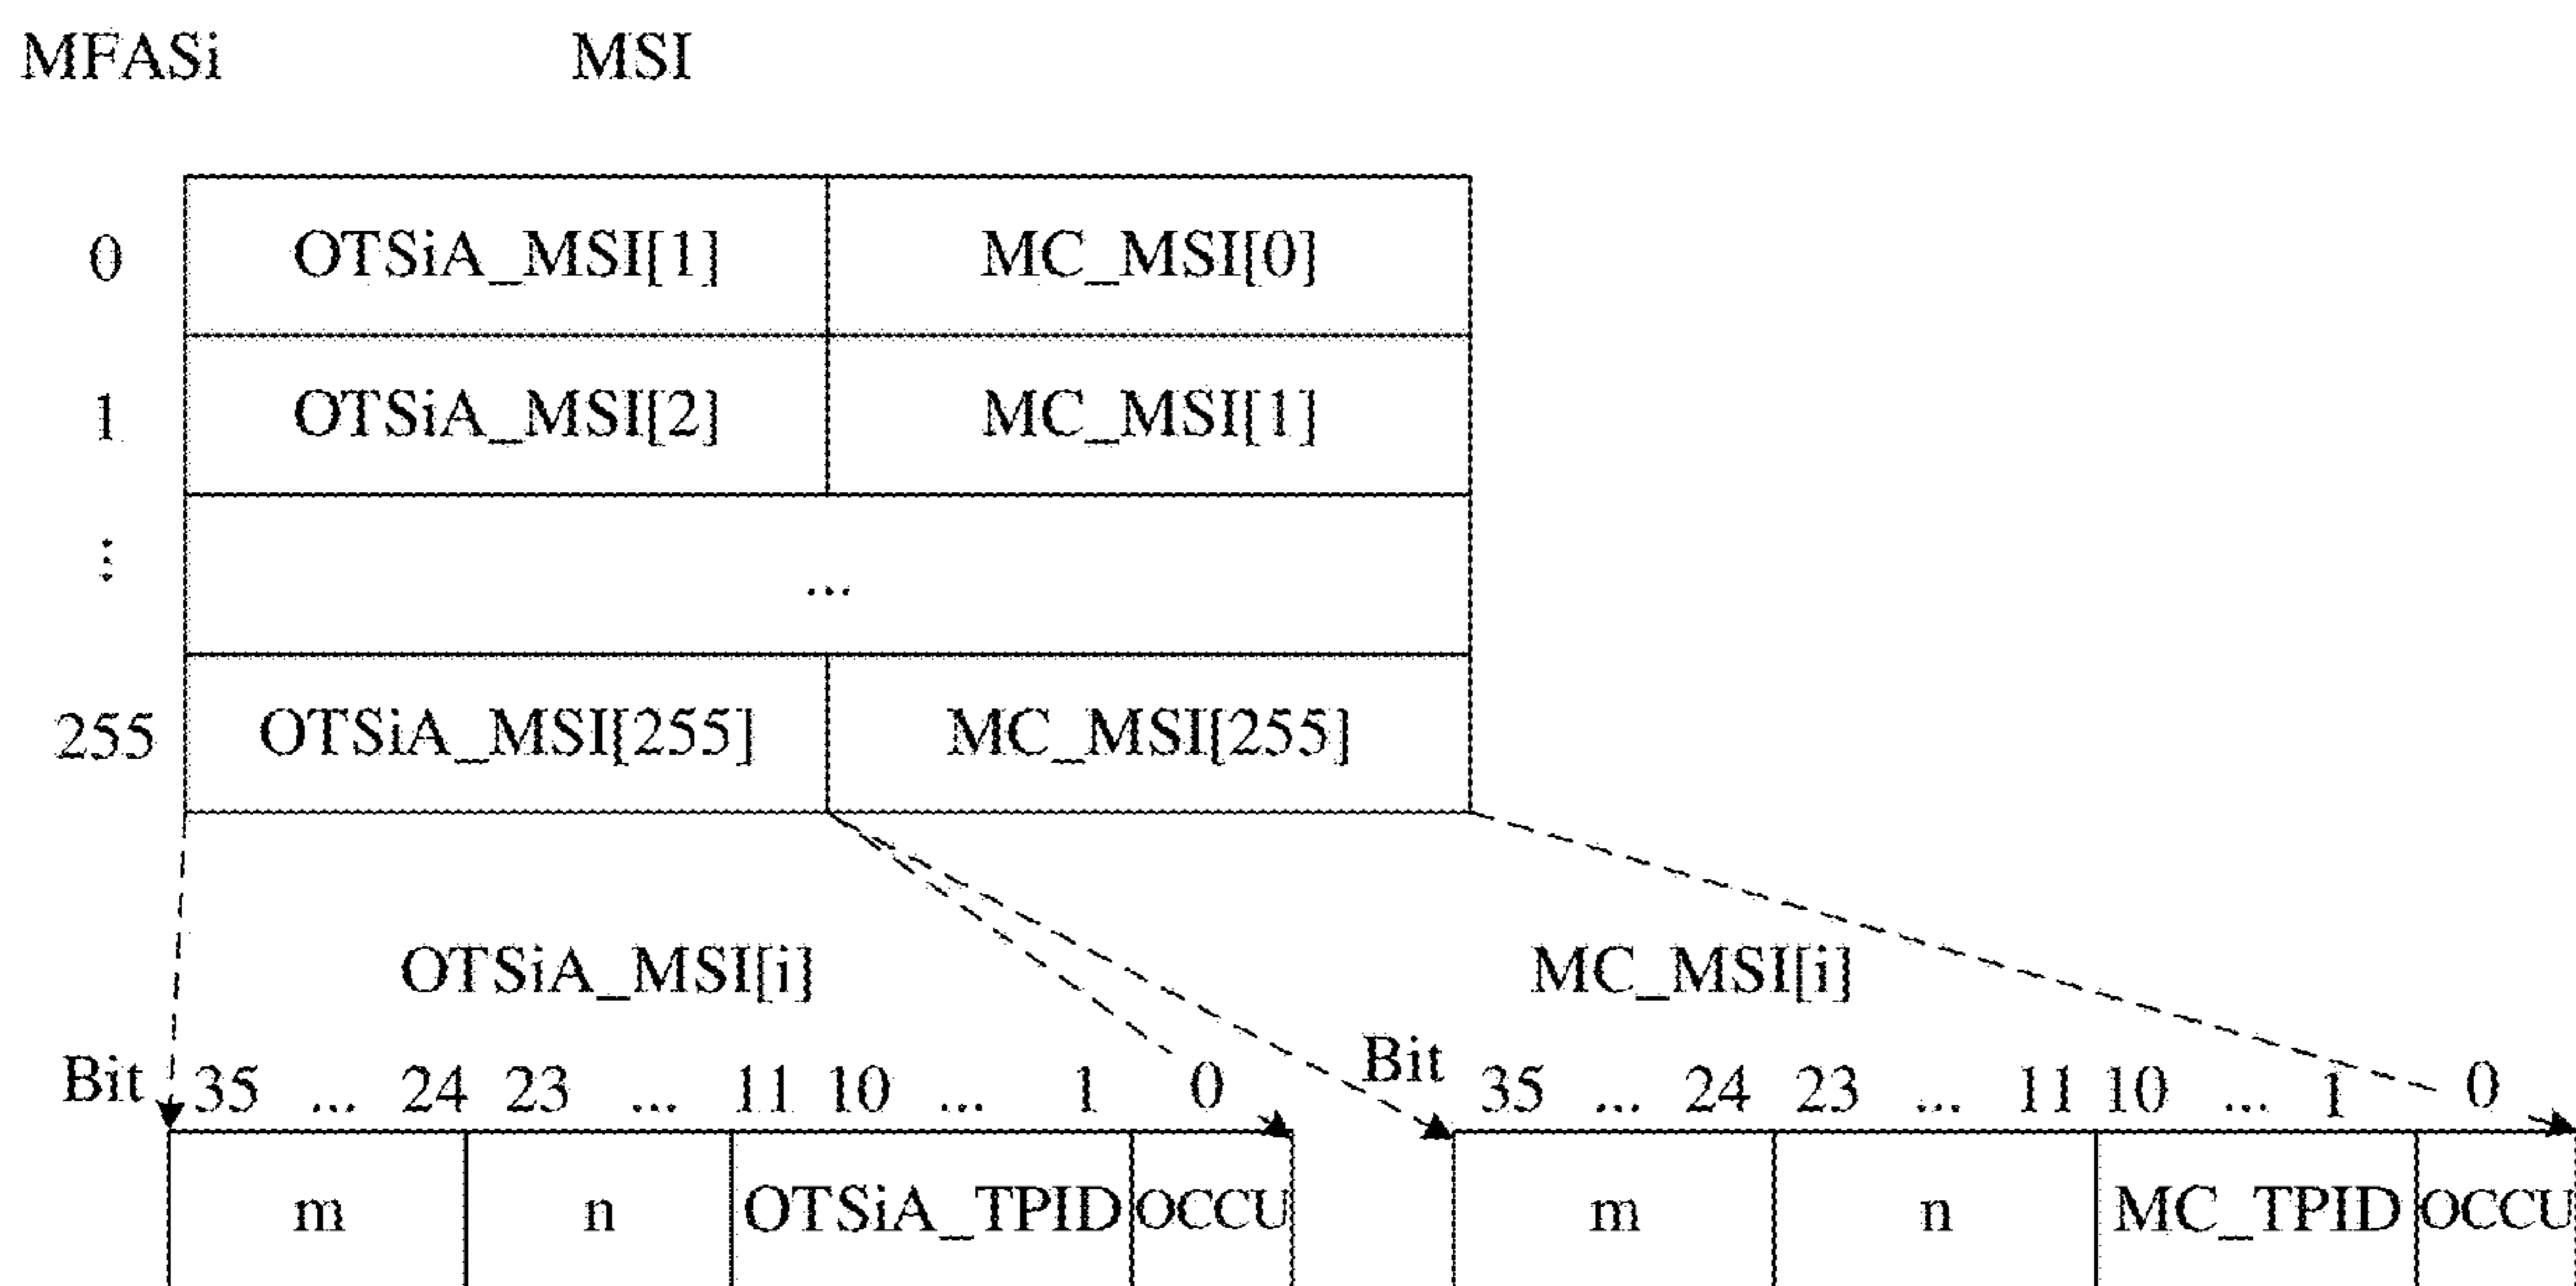 MFASi MSI
0 OTSiA_MSI[1] MC_MSI[0]
1 OTSiA_MSI[2] MC_MSI[1]
⋮ ...
255 OTSiA_MSI[255] MC_MSI[255]
OTSiA_MSI[i] MC_MSI[i]
Bit 35 ... 24 23 ... 11 10 ... 1 0 Bit 35 ... 24 23 ... 11 10 ... 1 0
m n OTSiA_TPID OCCU m n MC_TPID OCCU